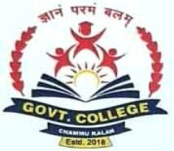 ज्ञानं परमं बलम्
GOVT. COLLEGE
CHAMMU KALAN
Estd. 2018